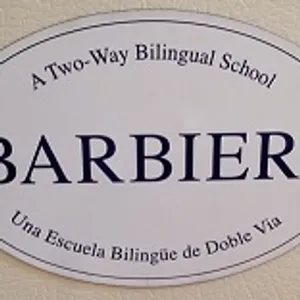 A Two-Way Bilingual School
BARBIER
Una Escuela Bilingüe de Doble Via